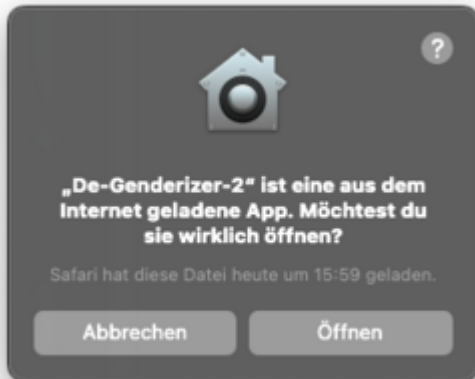 ?
„De-Genderizer-2“ ist eine aus dem
Internet geladene App. Möchtest du
sie wirklich öffnen?
Safari hat diese Datei heute um 15:59 geladen.
Abbrechen
Öffnen